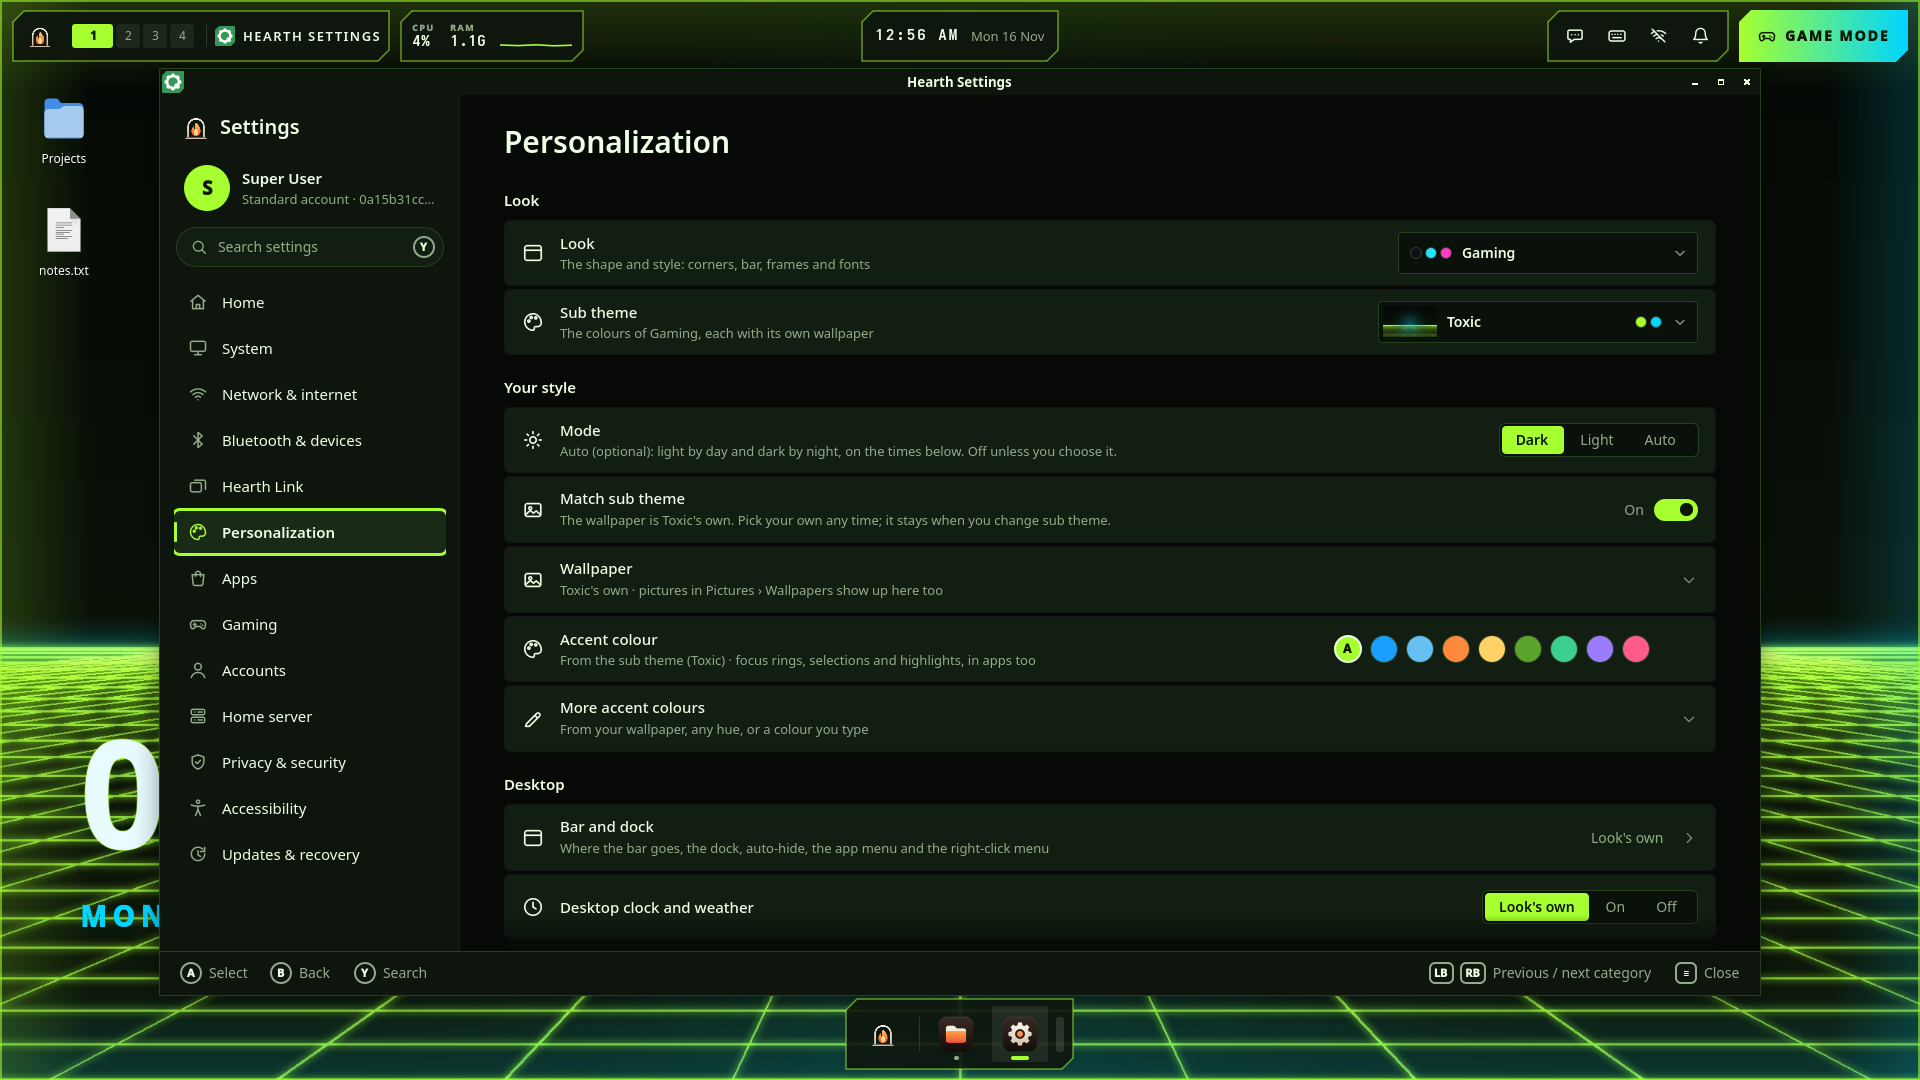 1 2 3 4 HEARTH SETTINGS
CPU RAM
4% 1.1G
12:56 AM Mon 16 Nov
GAME MODE
Projects
notes.txt
0
MON
Hearth Settings
Settings
S
Super User
Standard account · 0a15b31cc...
Search settings Y
Home
System
Network & internet
Bluetooth & devices
Hearth Link
Personalization
Apps
Gaming
Accounts
Home server
Privacy & security
Accessibility
Updates & recovery
Personalization
Look
Look
The shape and style: corners, bar, frames and fonts
Gaming
Sub theme
The colours of Gaming, each with its own wallpaper
Toxic
Your style
Mode
Auto (optional): light by day and dark by night, on the times below. Off unless you choose it.
Dark Light Auto
Match sub theme
The wallpaper is Toxic's own. Pick your own any time; it stays when you change sub theme.
On
Wallpaper
Toxic's own · pictures in Pictures › Wallpapers show up here too
Accent colour
From the sub theme (Toxic) · focus rings, selections and highlights, in apps too
A
More accent colours
From your wallpaper, any hue, or a colour you type
Desktop
Bar and dock
Where the bar goes, the dock, auto-hide, the app menu and the right-click menu
Look's own
Desktop clock and weather
Look's own On Off
A Select B Back Y Search
LB RB Previous / next category ≡ Close